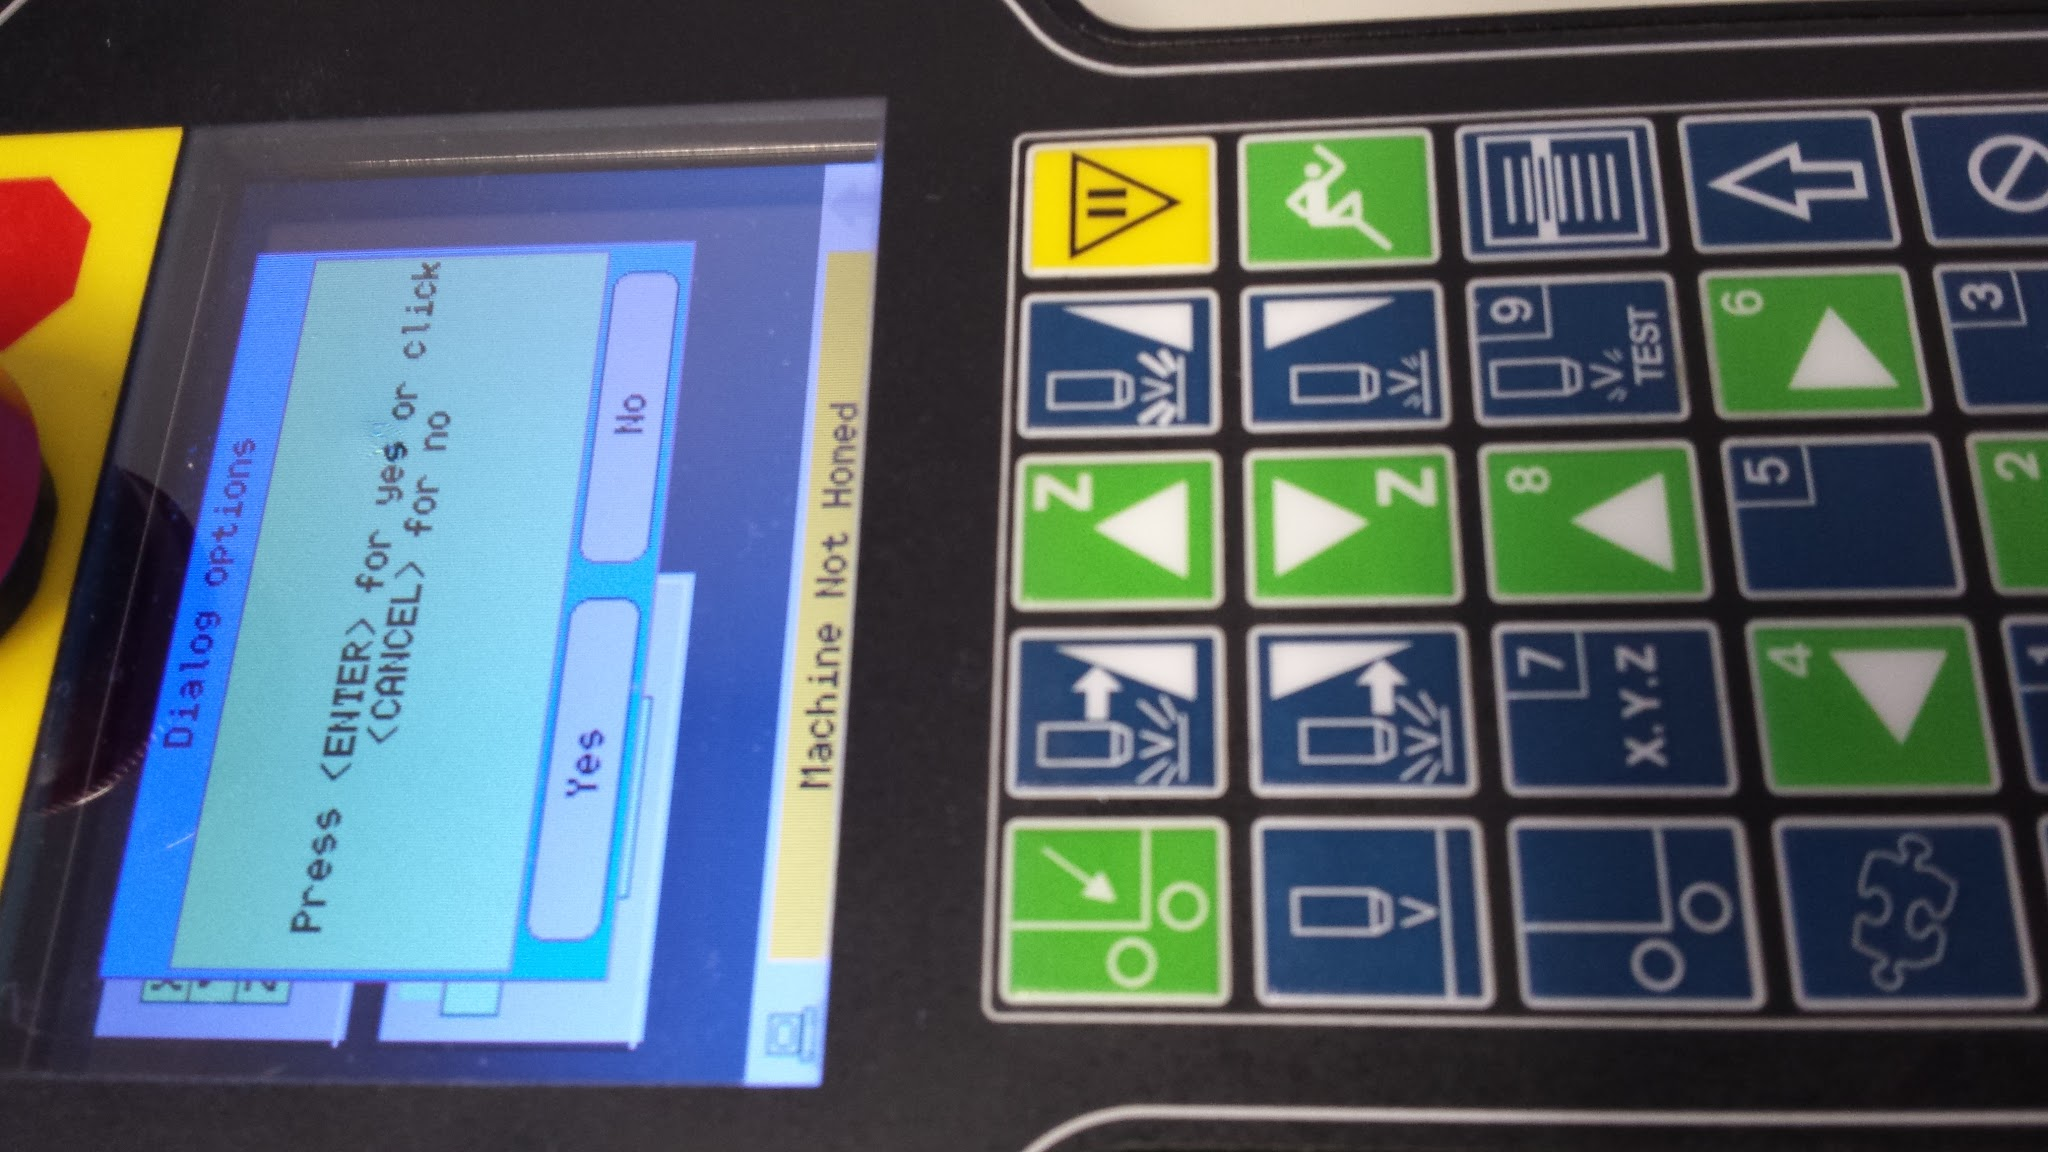 Dialog options
Press <ENTER> for yes or click
<CANCEL> for no
Yes
No
X
Y
Z
Machine Not Honed
Z
Z
7
X.Y.Z
8
9
TEST
4
5
6
1
2
3